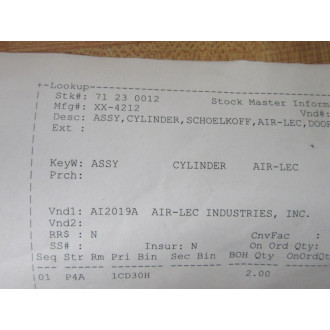 +-Lookup-
Stk#: 71 23 0012 Stock Master Inform
Mfg#: XX-4212 Vnd#:
Desc: ASSY,CYLINDER,SCHOELKOFF,AIR-LEC,DOOR
Ext :
KeyW: ASSY CYLINDER AIR-LEC
Prch:
Vnd1: AI2019A AIR-LEC INDUSTRIES, INC.
Vnd2:
RR$ : N CnvFac :
SS# : Insur: N On Ord Qty:
Seq Str Rm Pri Bin Sec Bin BOH Qty OnOrdQt
01 P4A 1CD30H 2.00